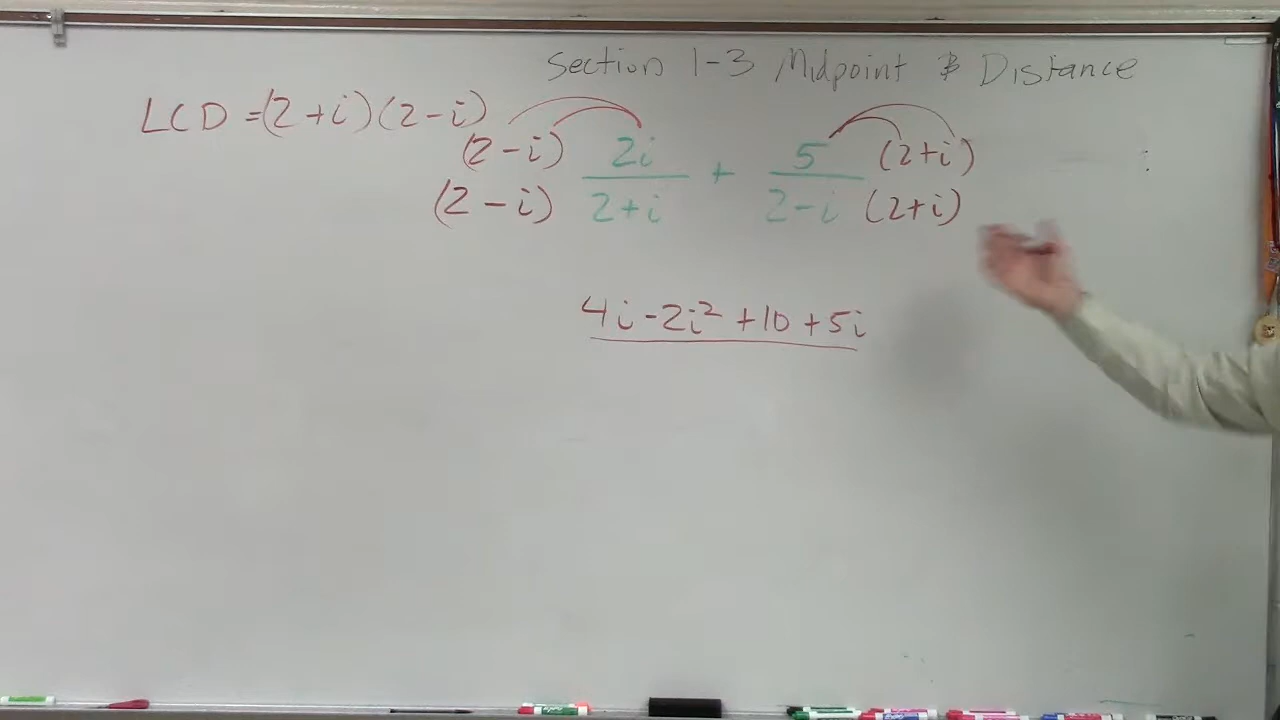 Section 1-3 Midpoint & Distance
LCD =(2+i)(2-i)
(2-i) 2i + 5 (2+i)
(2-i) 2+i 2-i (2+i)
4i-2i² +10 +5i